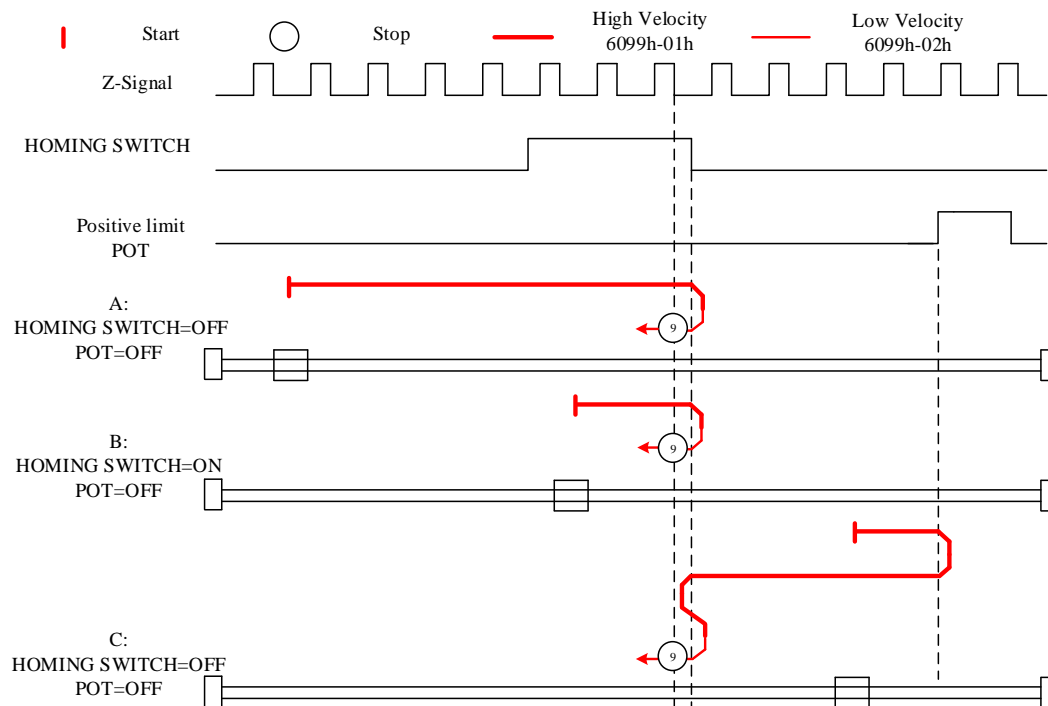 Start
Stop
High Velocity
6099h-01h
Low Velocity
6099h-02h
Z-Signal
HOMING SWITCH
Positive limit
POT
A:
HOMING SWITCH=OFF
POT=OFF
9
B:
HOMING SWITCH=ON
POT=OFF
9
C:
HOMING SWITCH=OFF
POT=OFF
9